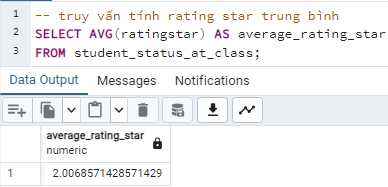 1 -- truy vấn tính rating star trung bình
2 SELECT AVG(ratingstar) AS average_rating_star
3 FROM student_status_at_class;
Data Output Messages Notifications
average_rating_star
numeric
1 2.0068571428571429